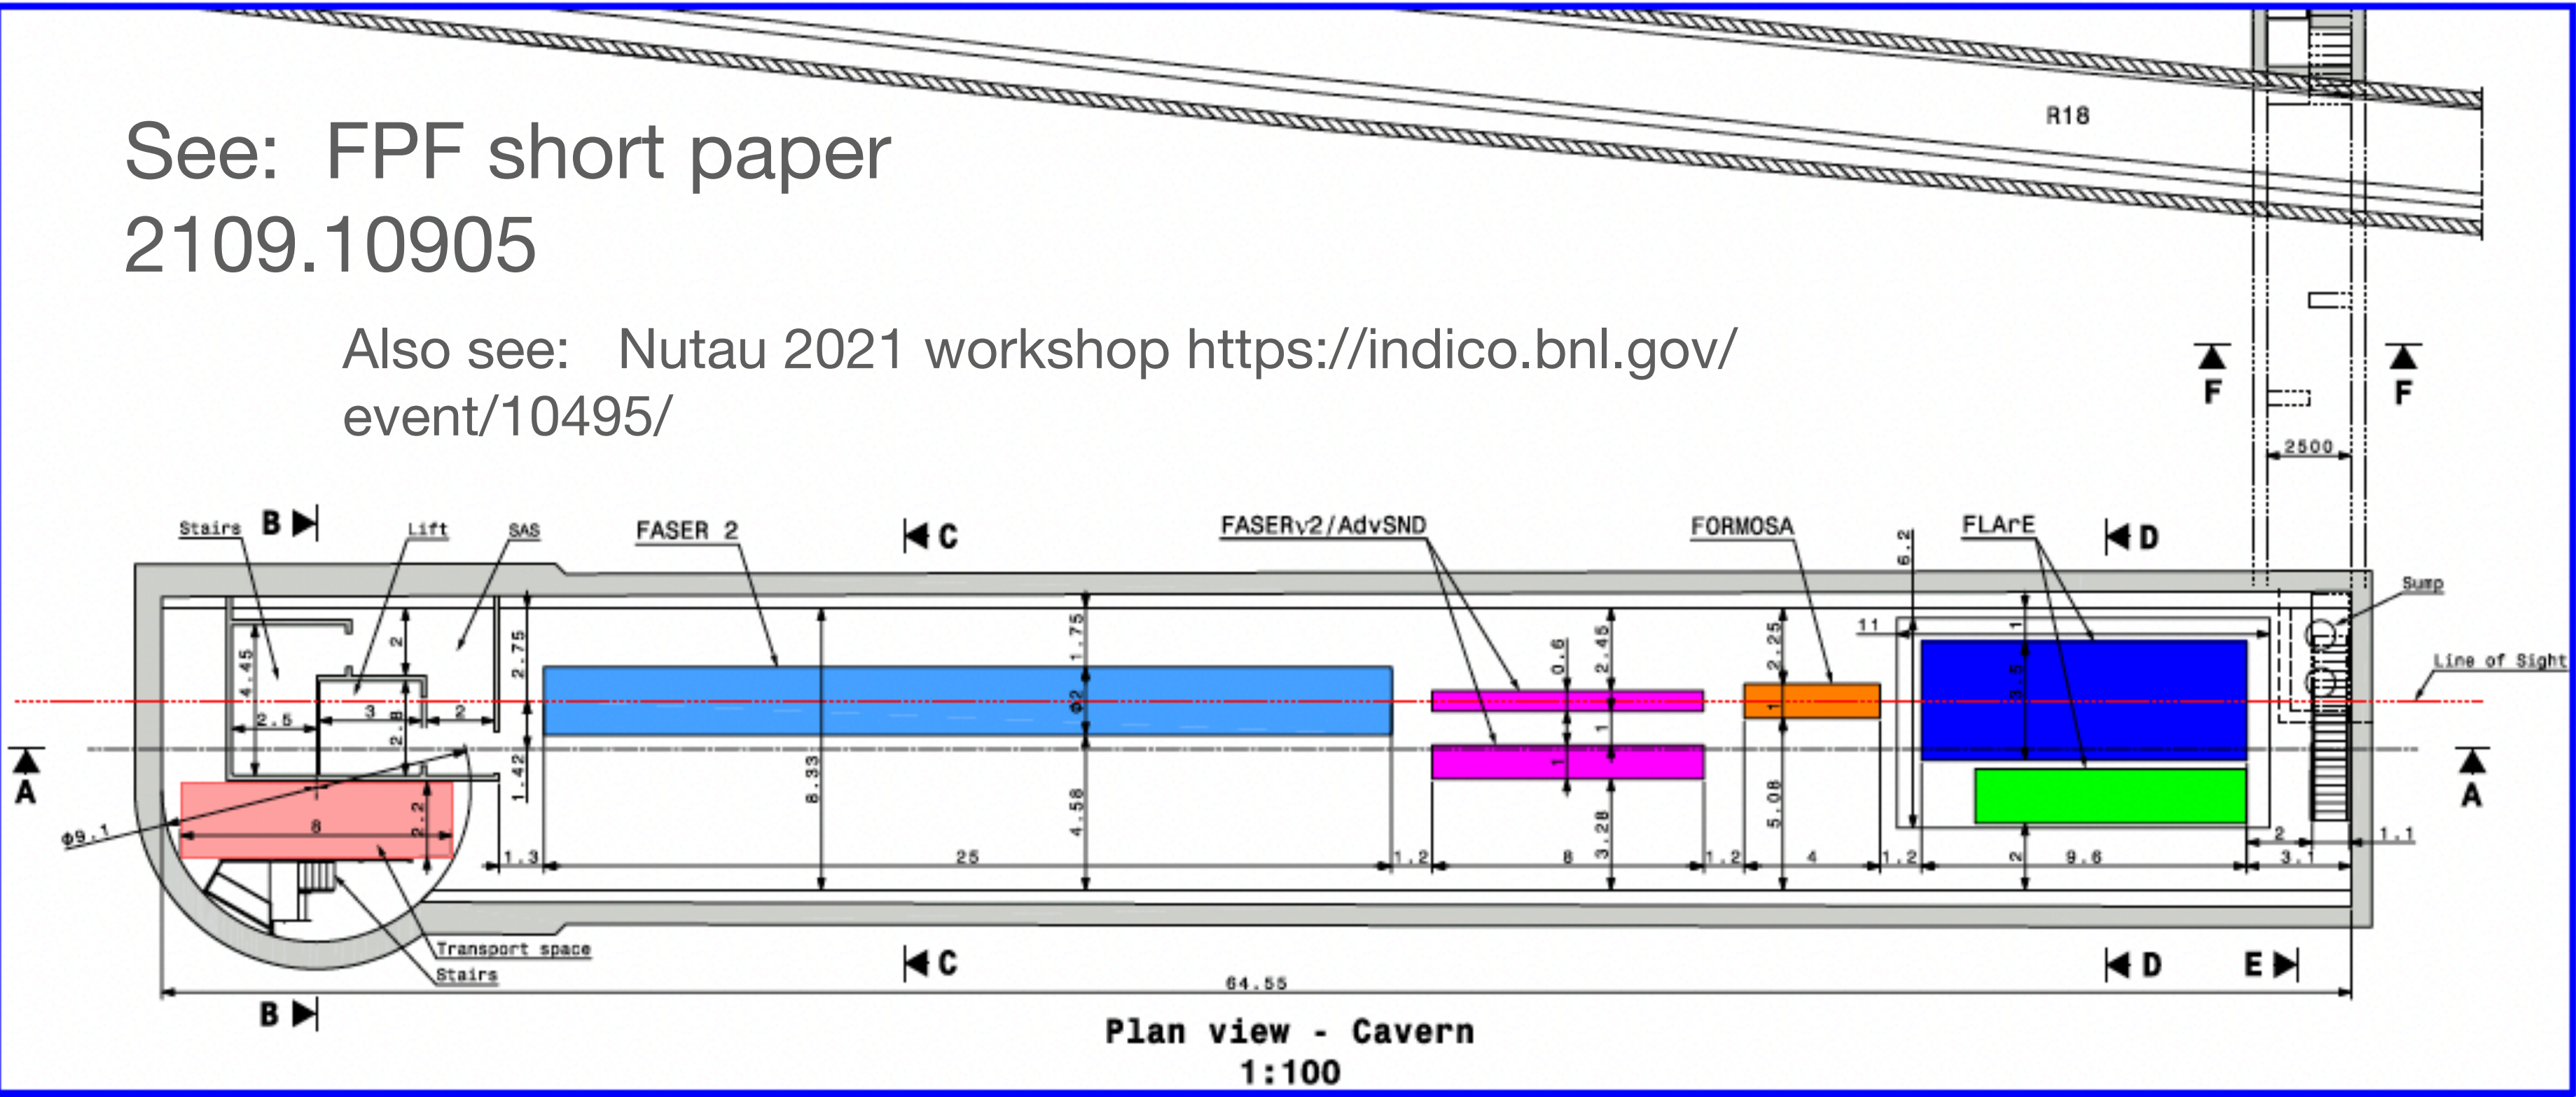 R18
See: FPF short paper
2109.10905
Also see: Nutau 2021 workshop https://indico.bnl.gov/
event/10495/
F
F
2500
Stairs
B
Lift
SAS
FASER 2
C
FASERν2/AdvSND
FORMOSA
FLArE
D
Sump
Line of Sight
6.2
11
1
3.5
2.25
1
5.08
0.6
2.45
1
1
3.28
1.75
Φ2
4.58
8.33
2.75
1.42
2
4.45
2.5
3
2.8
2
A
A
Φ9.1
8
2.2
1.3
25
1.2
8
1.2
4
1.2
9.6
2
2
3.1
1.1
Transport space
Stairs
C
D
E
64.55
B
Plan view - Cavern
1:100